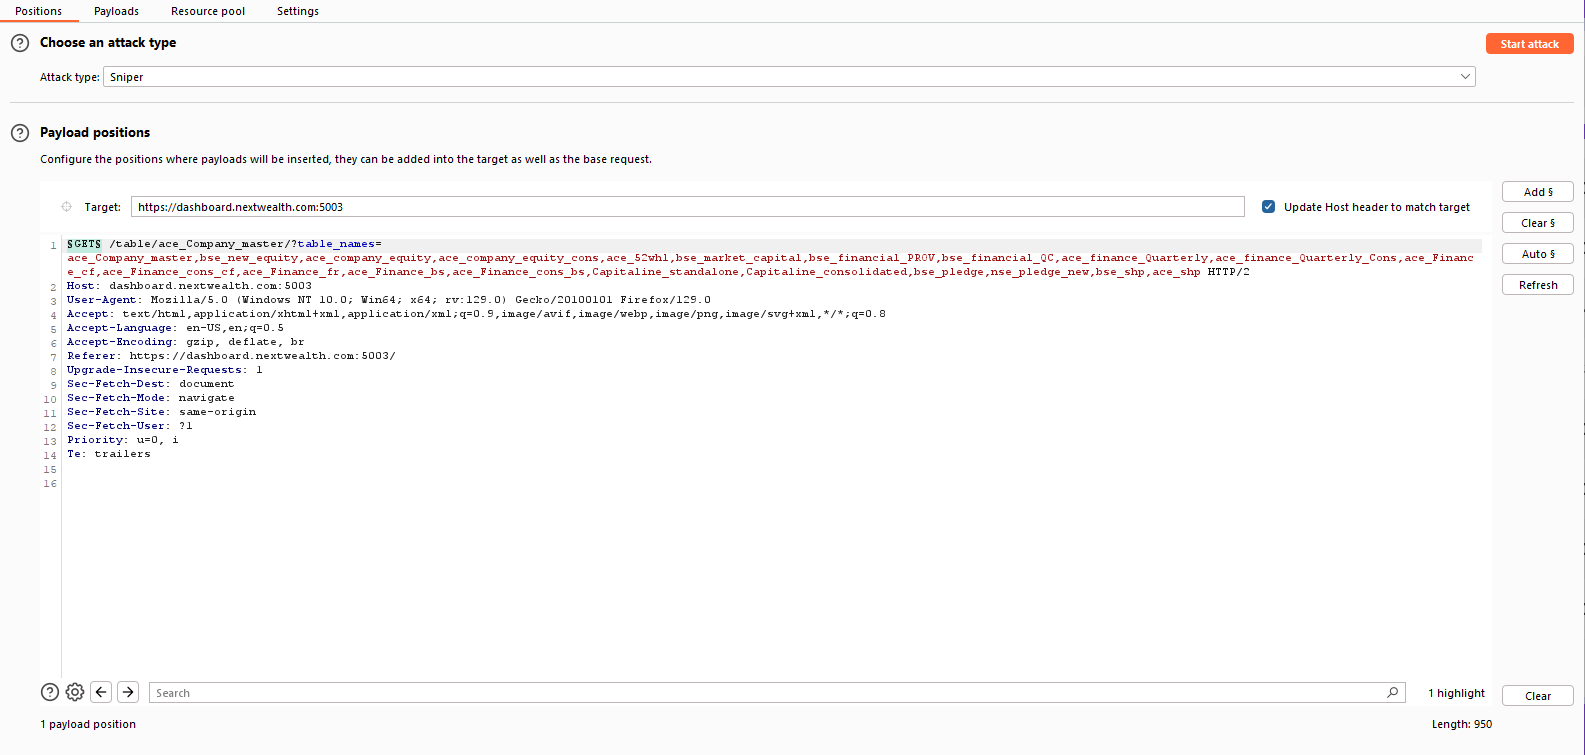 Positions Payloads Resource pool Settings
Choose an attack type
Start attack
Attack type: Sniper
Payload positions
Configure the positions where payloads will be inserted, they can be added into the target as well as the base request.
Add §
Target: https://dashboard.nextwealth.com:5003 Update Host header to match target
Clear §
Auto §
Refresh
1 §GET§ /table/ace_Company_master/?table_names=
ace_Company_master,bse_new_equity,ace_company_equity,ace_company_equity_cons,ace_52whl,bse_market_capital,bse_financial_PROV,bse_financial_QC,ace_finance_Quarterly,ace_finance_Quarterly_Cons,ace_Financ
e_cf,ace_Finance_cons_cf,ace_Finance_fr,ace_Finance_bs,ace_Finance_cons_bs,Capitaline_standalone,Capitaline_consolidated,bse_pledge,nse_pledge_new,bse_shp,ace_shp HTTP/2
2 Host: dashboard.nextwealth.com:5003
3 User-Agent: Mozilla/5.0 (Windows NT 10.0; Win64; x64; rv:129.0) Gecko/20100101 Firefox/129.0
4 Accept: text/html,application/xhtml+xml,application/xml;q=0.9,image/avif,image/webp,image/png,image/svg+xml,*/*;q=0.8
5 Accept-Language: en-US,en;q=0.5
6 Accept-Encoding: gzip, deflate, br
7 Referer: https://dashboard.nextwealth.com:5003/
8 Upgrade-Insecure-Requests: 1
9 Sec-Fetch-Dest: document
10 Sec-Fetch-Mode: navigate
11 Sec-Fetch-Site: same-origin
12 Sec-Fetch-User: ?1
13 Priority: u=0, i
14 Te: trailers
15
16
Search 1 highlight Clear
1 payload position Length: 950